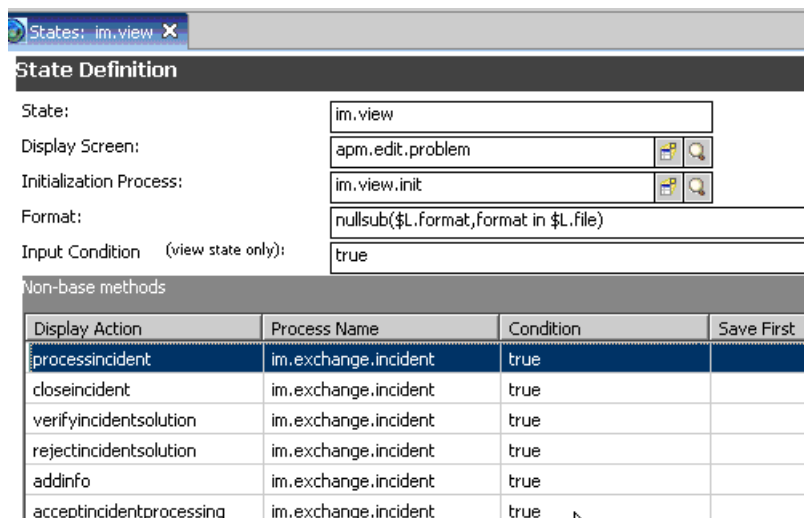 States: im.view
State Definition
State: im.view
Display Screen: apm.edit.problem
Initialization Process: im.view.init
Format: nullsub($L.format,format in $L.file)
Input Condition (view state only): true
Non-base methods
Display Action Process Name Condition Save First
processincident im.exchange.incident true
closeincident im.exchange.incident true
verifyincidentsolution im.exchange.incident true
rejectincidentsolution im.exchange.incident true
addinfo im.exchange.incident true
acceptincidentprocessing im.exchange.incident true